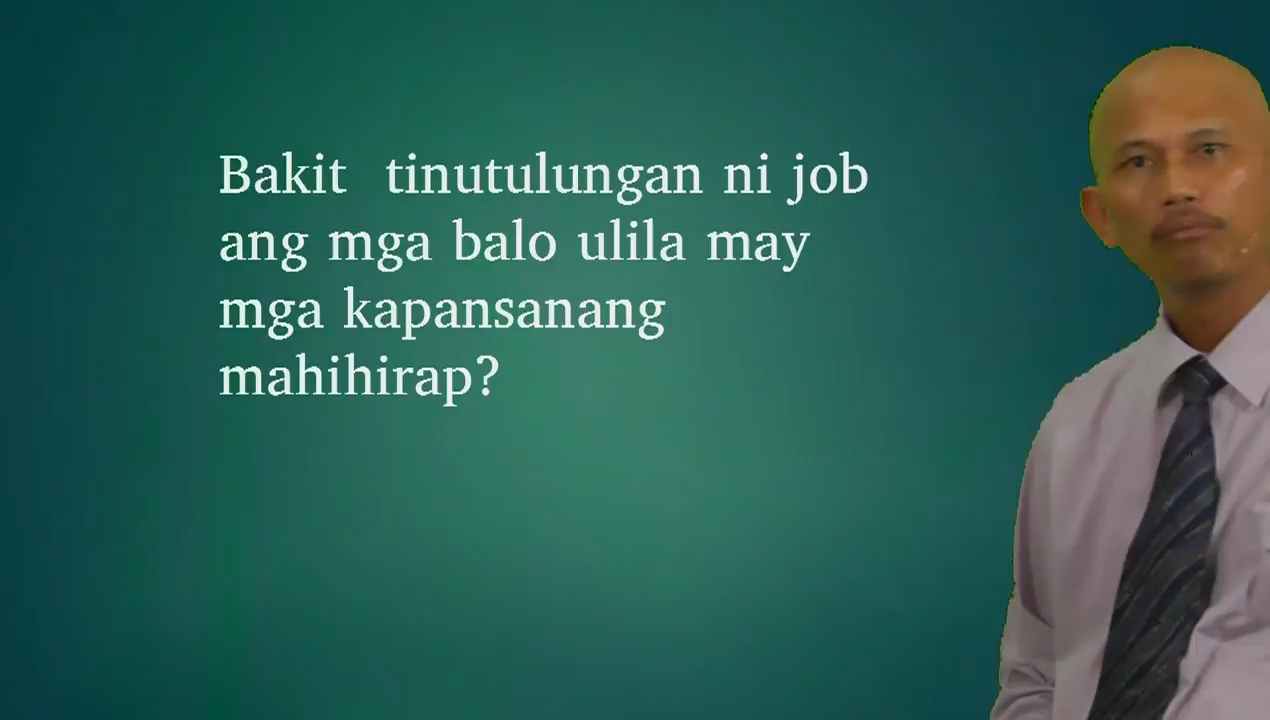 Bakit  tinutulungan ni job
ang mga balo ulila may
mga kapansanang
mahihirap?